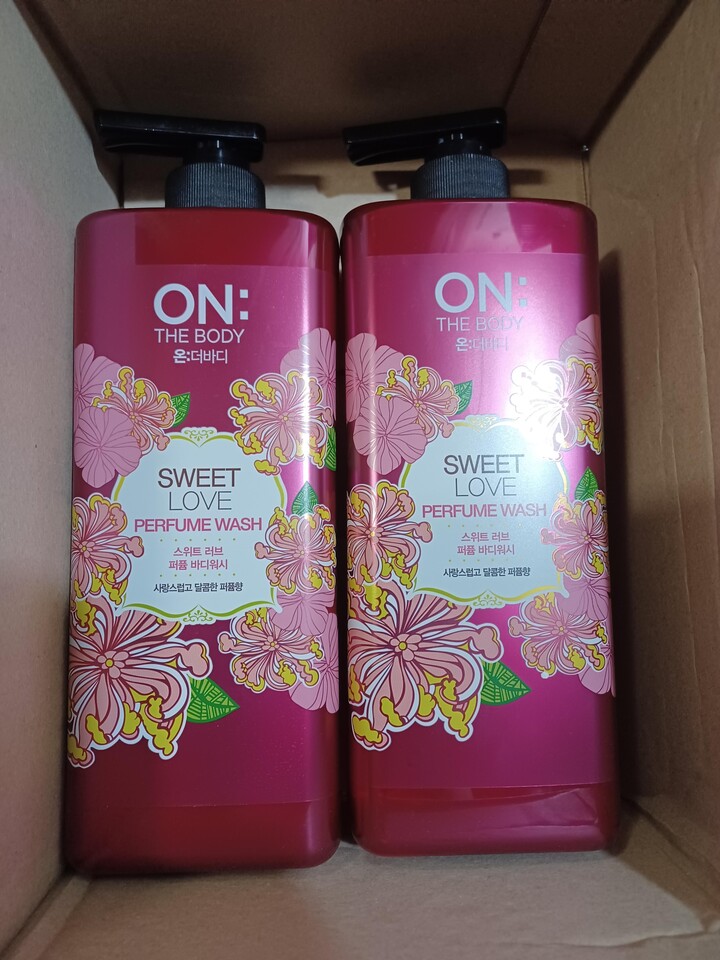 ON:
THE BODY
온:더바디
SWEET
LOVE
PERFUME WASH
스위트 러브
퍼퓸 바디워시
사랑스럽고 달콤한 퍼퓸향
ON:
THE BODY
온:더바디
SWEET
LOVE
PERFUME WASH
스위트 러브
퍼퓸 바디워시
사랑스럽고 달콤한 퍼퓸향